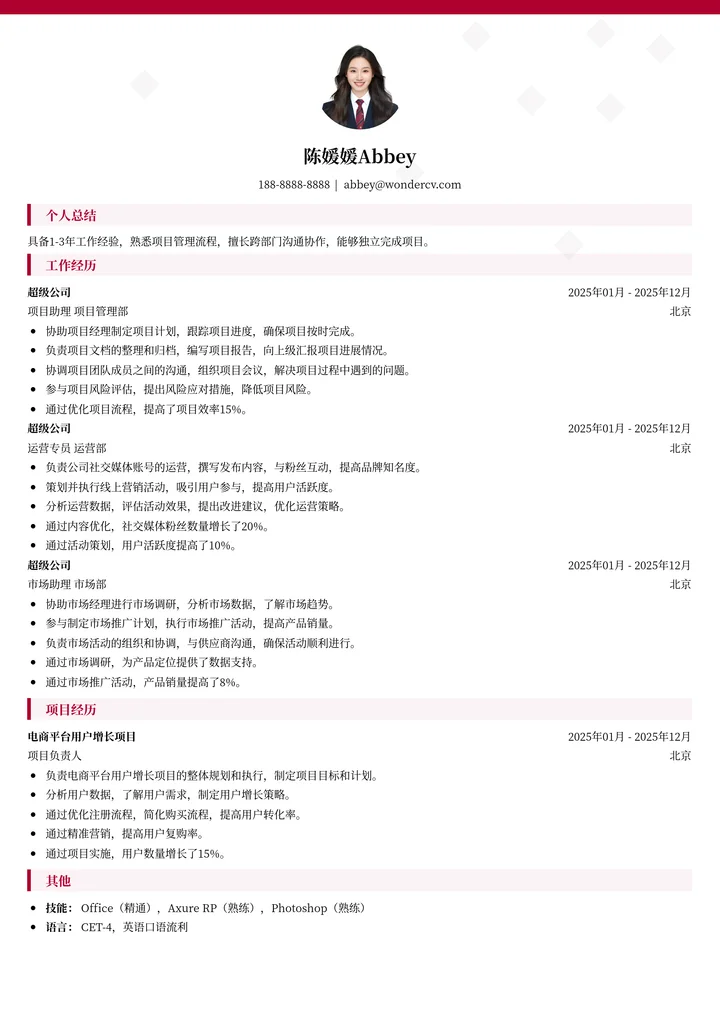 陈媛媛Abbey
188-8888-8888 | abbey@wondercv.com
个人总结
具备1-3年工作经验，熟悉项目管理流程，擅长跨部门沟通协作，能够独立完成项目。
工作经历
超级公司 2025年01月 - 2025年12月
项目助理 项目管理部 北京
• 协助项目经理制定项目计划，跟踪项目进度，确保项目按时完成。
• 负责项目文档的整理和归档，编写项目报告，向上级汇报项目进展情况。
• 协调项目团队成员之间的沟通，组织项目会议，解决项目过程中遇到的问题。
• 参与项目风险评估，提出风险应对措施，降低项目风险。
• 通过优化项目流程，提高了项目效率15%。
超级公司 2025年01月 - 2025年12月
运营专员 运营部 北京
• 负责公司社交媒体账号的运营，撰写发布内容，与粉丝互动，提高品牌知名度。
• 策划并执行线上营销活动，吸引用户参与，提高用户活跃度。
• 分析运营数据，评估活动效果，提出改进建议，优化运营策略。
• 通过内容优化，社交媒体粉丝数量增长了20%。
• 通过活动策划，用户活跃度提高了10%。
超级公司 2025年01月 - 2025年12月
市场助理 市场部 北京
• 协助市场经理进行市场调研，分析市场数据，了解市场趋势。
• 参与制定市场推广计划，执行市场推广活动，提高产品销量。
• 负责市场活动的组织和协调，与供应商沟通，确保活动顺利进行。
• 通过市场调研，为产品定位提供了数据支持。
• 通过市场推广活动，产品销量提高了8%。
项目经历
电商平台用户增长项目 2025年01月 - 2025年12月
项目负责人 北京
• 负责电商平台用户增长项目的整体规划和执行，制定项目目标和计划。
• 分析用户数据，了解用户需求，制定用户增长策略。
• 通过优化注册流程，简化购买流程，提高用户转化率。
• 通过精准营销，提高用户复购率。
• 通过项目实施，用户数量增长了15%。
其他
• 技能： Office（精通）, Axure RP（熟练）, Photoshop（熟练）
• 语言： CET-4，英语口语流利